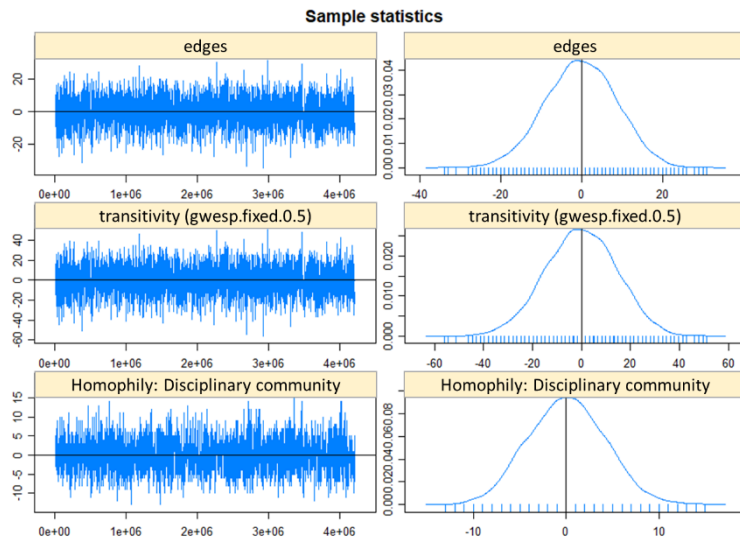 Sample statistics
edges
edges
20
0
20
0e+00 1e+06 2e+06 3e+06 4e+06
0.00 0.01 0.02 0.03 0.04
-40 -20 0 20
transitivity (gwesp.fixed.0.5)
transitivity (gwesp.fixed.0.5)
40
20
0
-20
-40
-60
0e+00 1e+06 2e+06 3e+06 4e+06
0.000 0.010 0.020
-60 -40 -20 0 20 40 60
Homophily: Disciplinary community
Homophily: Disciplinary community
15
10
5
0
-5
-10
0e+00 1e+06 2e+06 3e+06 4e+06
0.00 0.02 0.04 0.06 0.08
-10 0 10